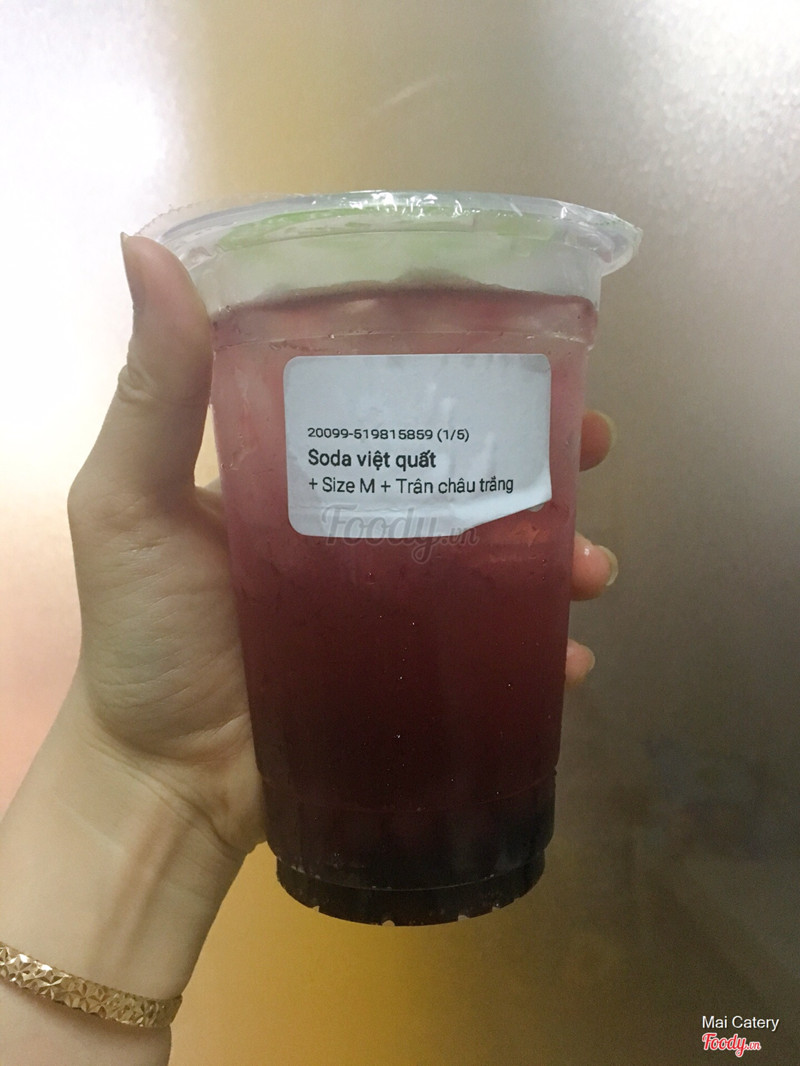 20099-519815859 (1/5)
Soda việt quất
+ Size M + Trân châu trắng
Foody.vn
Mai Catery
Foody.vn